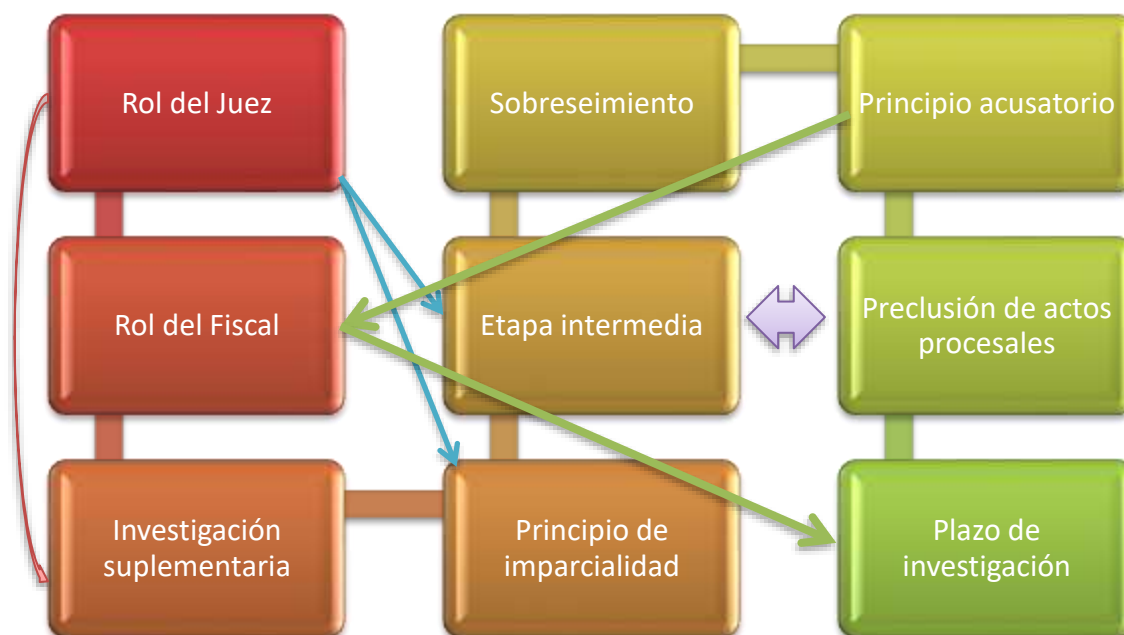 Rol del Juez
Sobreseimiento
Principio acusatorio
Rol del Fiscal
Etapa intermedia
Preclusión de actos
procesales
Investigación
suplementaria
Principio de
imparcialidad
Plazo de
investigación